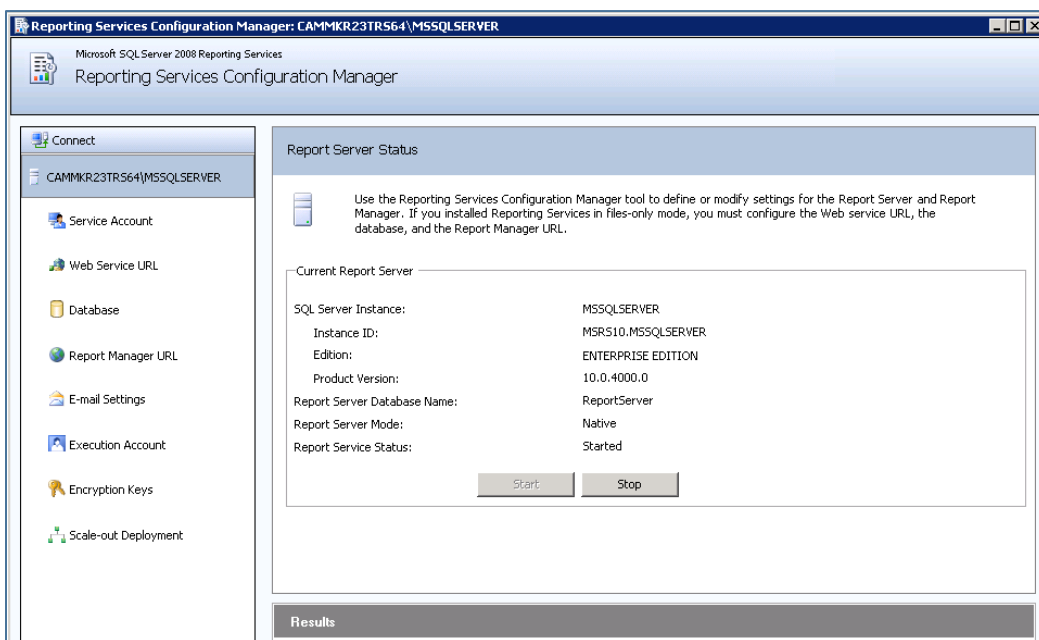 Reporting Services Configuration Manager: CAMMKR23TRS64\MSSQLSERVER
Microsoft SQL Server 2008 Reporting Services
Reporting Services Configuration Manager
Connect
CAMMKR23TRS64\MSSQLSERVER
Service Account
Web Service URL
Database
Report Manager URL
E-mail Settings
Execution Account
Encryption Keys
Scale-out Deployment
Report Server Status
Use the Reporting Services Configuration Manager tool to define or modify settings for the Report Server and Report
Manager. If you installed Reporting Services in files-only mode, you must configure the Web service URL, the
database, and the Report Manager URL.
Current Report Server
SQL Server Instance: MSSQLSERVER
Instance ID: MSRS10.MSSQLSERVER
Edition: ENTERPRISE EDITION
Product Version: 10.0.4000.0
Report Server Database Name: ReportServer
Report Server Mode: Native
Report Service Status: Started
Start Stop
Results